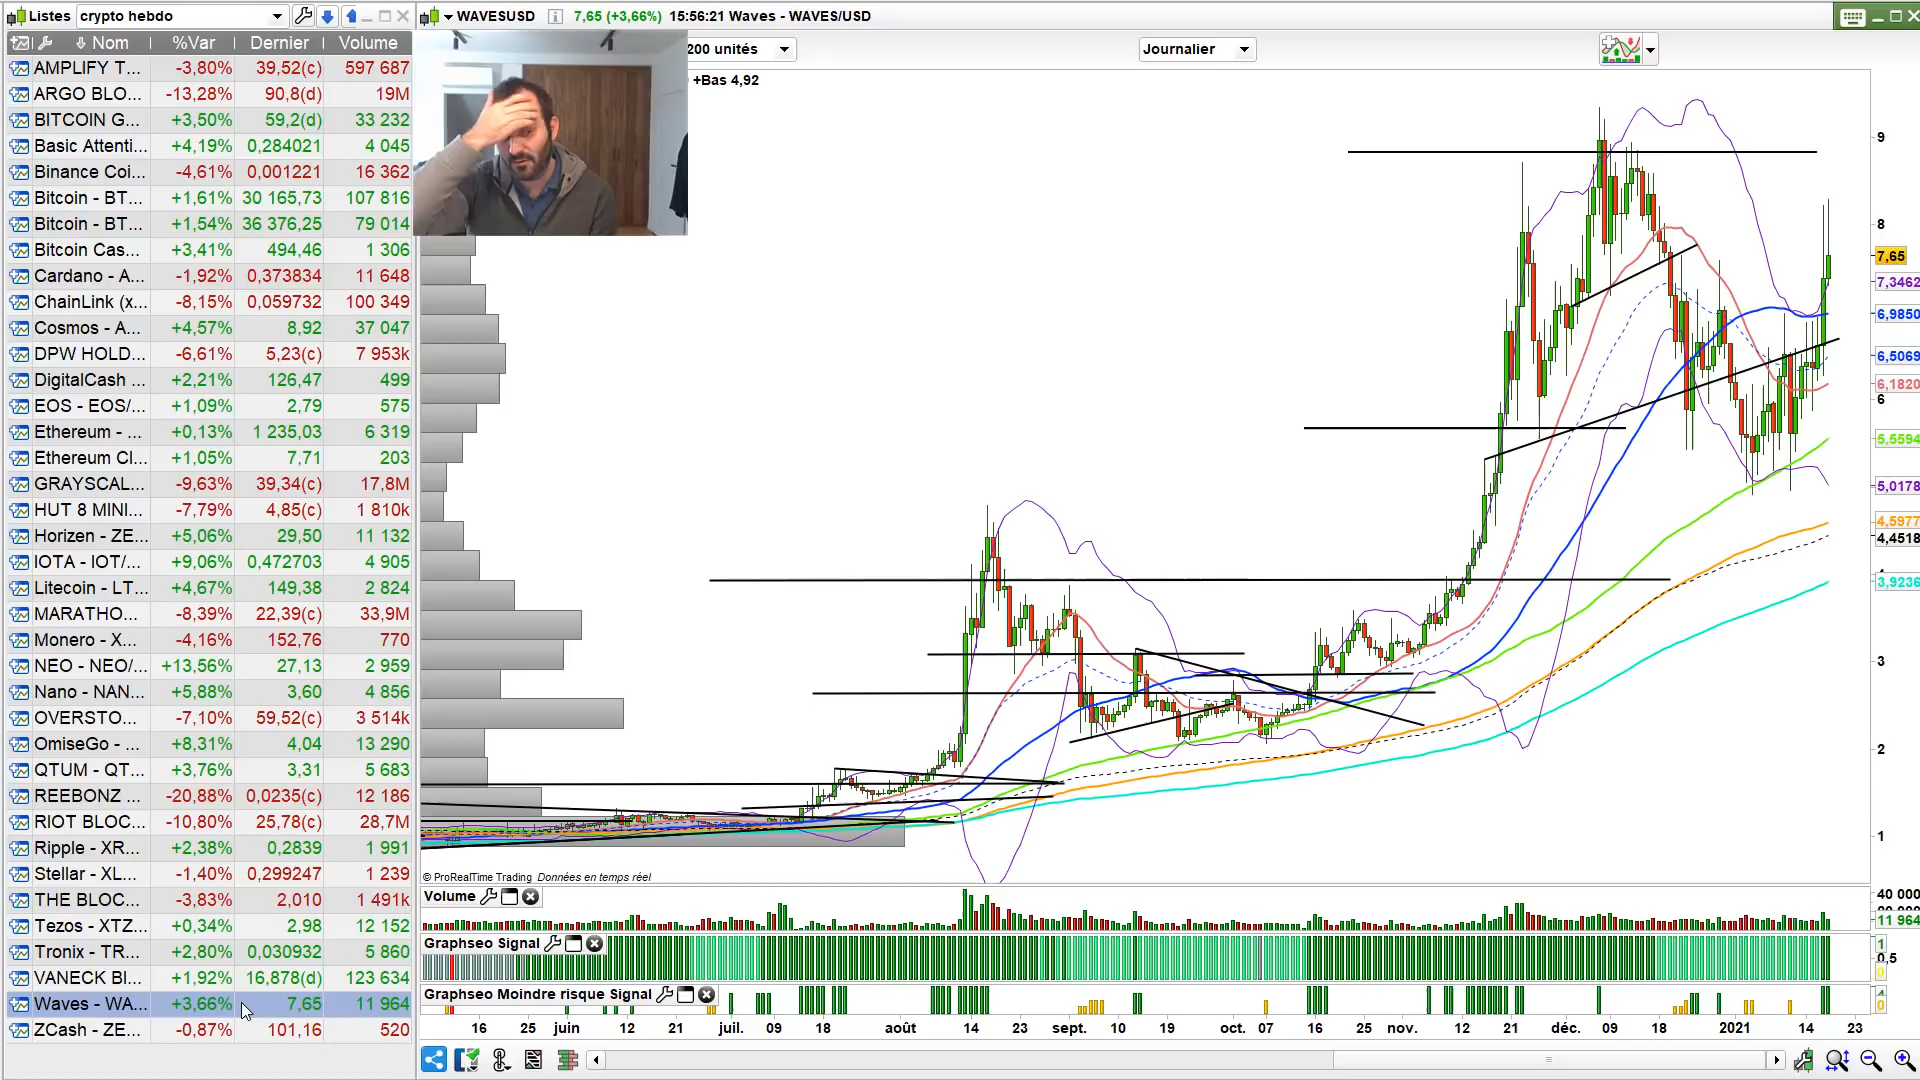 Listes crypto hebdo
Nom %Var Dernier Volume
AMPLIFY T... -3,80% 39,52(c) 597 687
ARGO BLO... -13,28% 90,8(d) 19M
BITCOIN G... +3,50% 59,2(d) 33 232
Basic Attenti... +4,19% 0,284021 4 045
Binance Coi... -4,61% 0,001221 16 362
Bitcoin - BT... +1,61% 30 165,73 107 816
Bitcoin - BT... +1,54% 36 376,25 79 014
Bitcoin Cas... +3,41% 494,46 1 306
Cardano - A... -1,92% 0,373834 11 648
ChainLink (x... -8,15% 0,059732 100 349
Cosmos - A... +4,57% 8,92 37 047
DPW HOLD... -6,61% 5,23(c) 7 953k
DigitalCash ... +2,21% 126,47 499
EOS - EOS/... +1,09% 2,79 575
Ethereum - ... +0,13% 1 235,03 6 319
Ethereum Cl... +1,05% 7,71 203
GRAYSCAL... -9,63% 39,34(c) 17,8M
HUT 8 MINI... -7,79% 4,85(c) 1 810k
Horizen - ZE... +5,06% 29,50 11 132
IOTA - IOT/... +9,06% 0,472703 4 905
Litecoin - LT... +4,67% 149,38 2 824
MARATHO... -8,39% 22,39(c) 33,9M
Monero - X... -4,16% 152,76 770
NEO - NEO/... +13,56% 27,13 2 959
Nano - NAN... +5,88% 3,60 4 856
OVERSTO... -7,10% 59,52(c) 3 514k
OmiseGo - ... +8,31% 4,04 13 290
QTUM - QT... +3,76% 3,31 5 683
REEBONZ ... -20,88% 0,0235(c) 12 186
RIOT BLOC... -10,80% 25,78(c) 28,7M
Ripple - XR... +2,38% 0,2839 1 991
Stellar - XL... -1,40% 0,299247 1 239
THE BLOC... -3,83% 2,010 1 491k
Tezos - XTZ... +0,34% 2,98 12 152
Tronix - TR... +2,80% 0,030932 5 860
VANECK BI... +1,92% 16,878(d) 123 634
Waves - WA... +3,66% 7,65 11 964
ZCash - ZE... -0,87% 101,16 520
WAVESUSD 7,65 (+3,66%) 15:56:21 Waves - WAVES/USD
200 unités Journalier
+Bas 4,92
9
8
7,65
7,3462
6,9850
6,5069
6,1820
6
5,5594
5,0178
4,5977
4,4518
3,9236
3
2
1
© ProRealTime Trading Données en temps réel
Volume
40 000
11 964
Graphseo Signal
1
0,5
0
Graphseo Moindre risque Signal
0
16 25 juin 12 21 juil. 09 18 août 14 23 sept. 10 19 oct. 07 16 25 nov. 12 21 déc. 09 18 2021 14 23